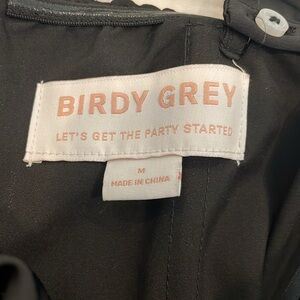 BIRDY GREY
LET'S GET THE PARTY STARTED
M
MADE IN CHINA